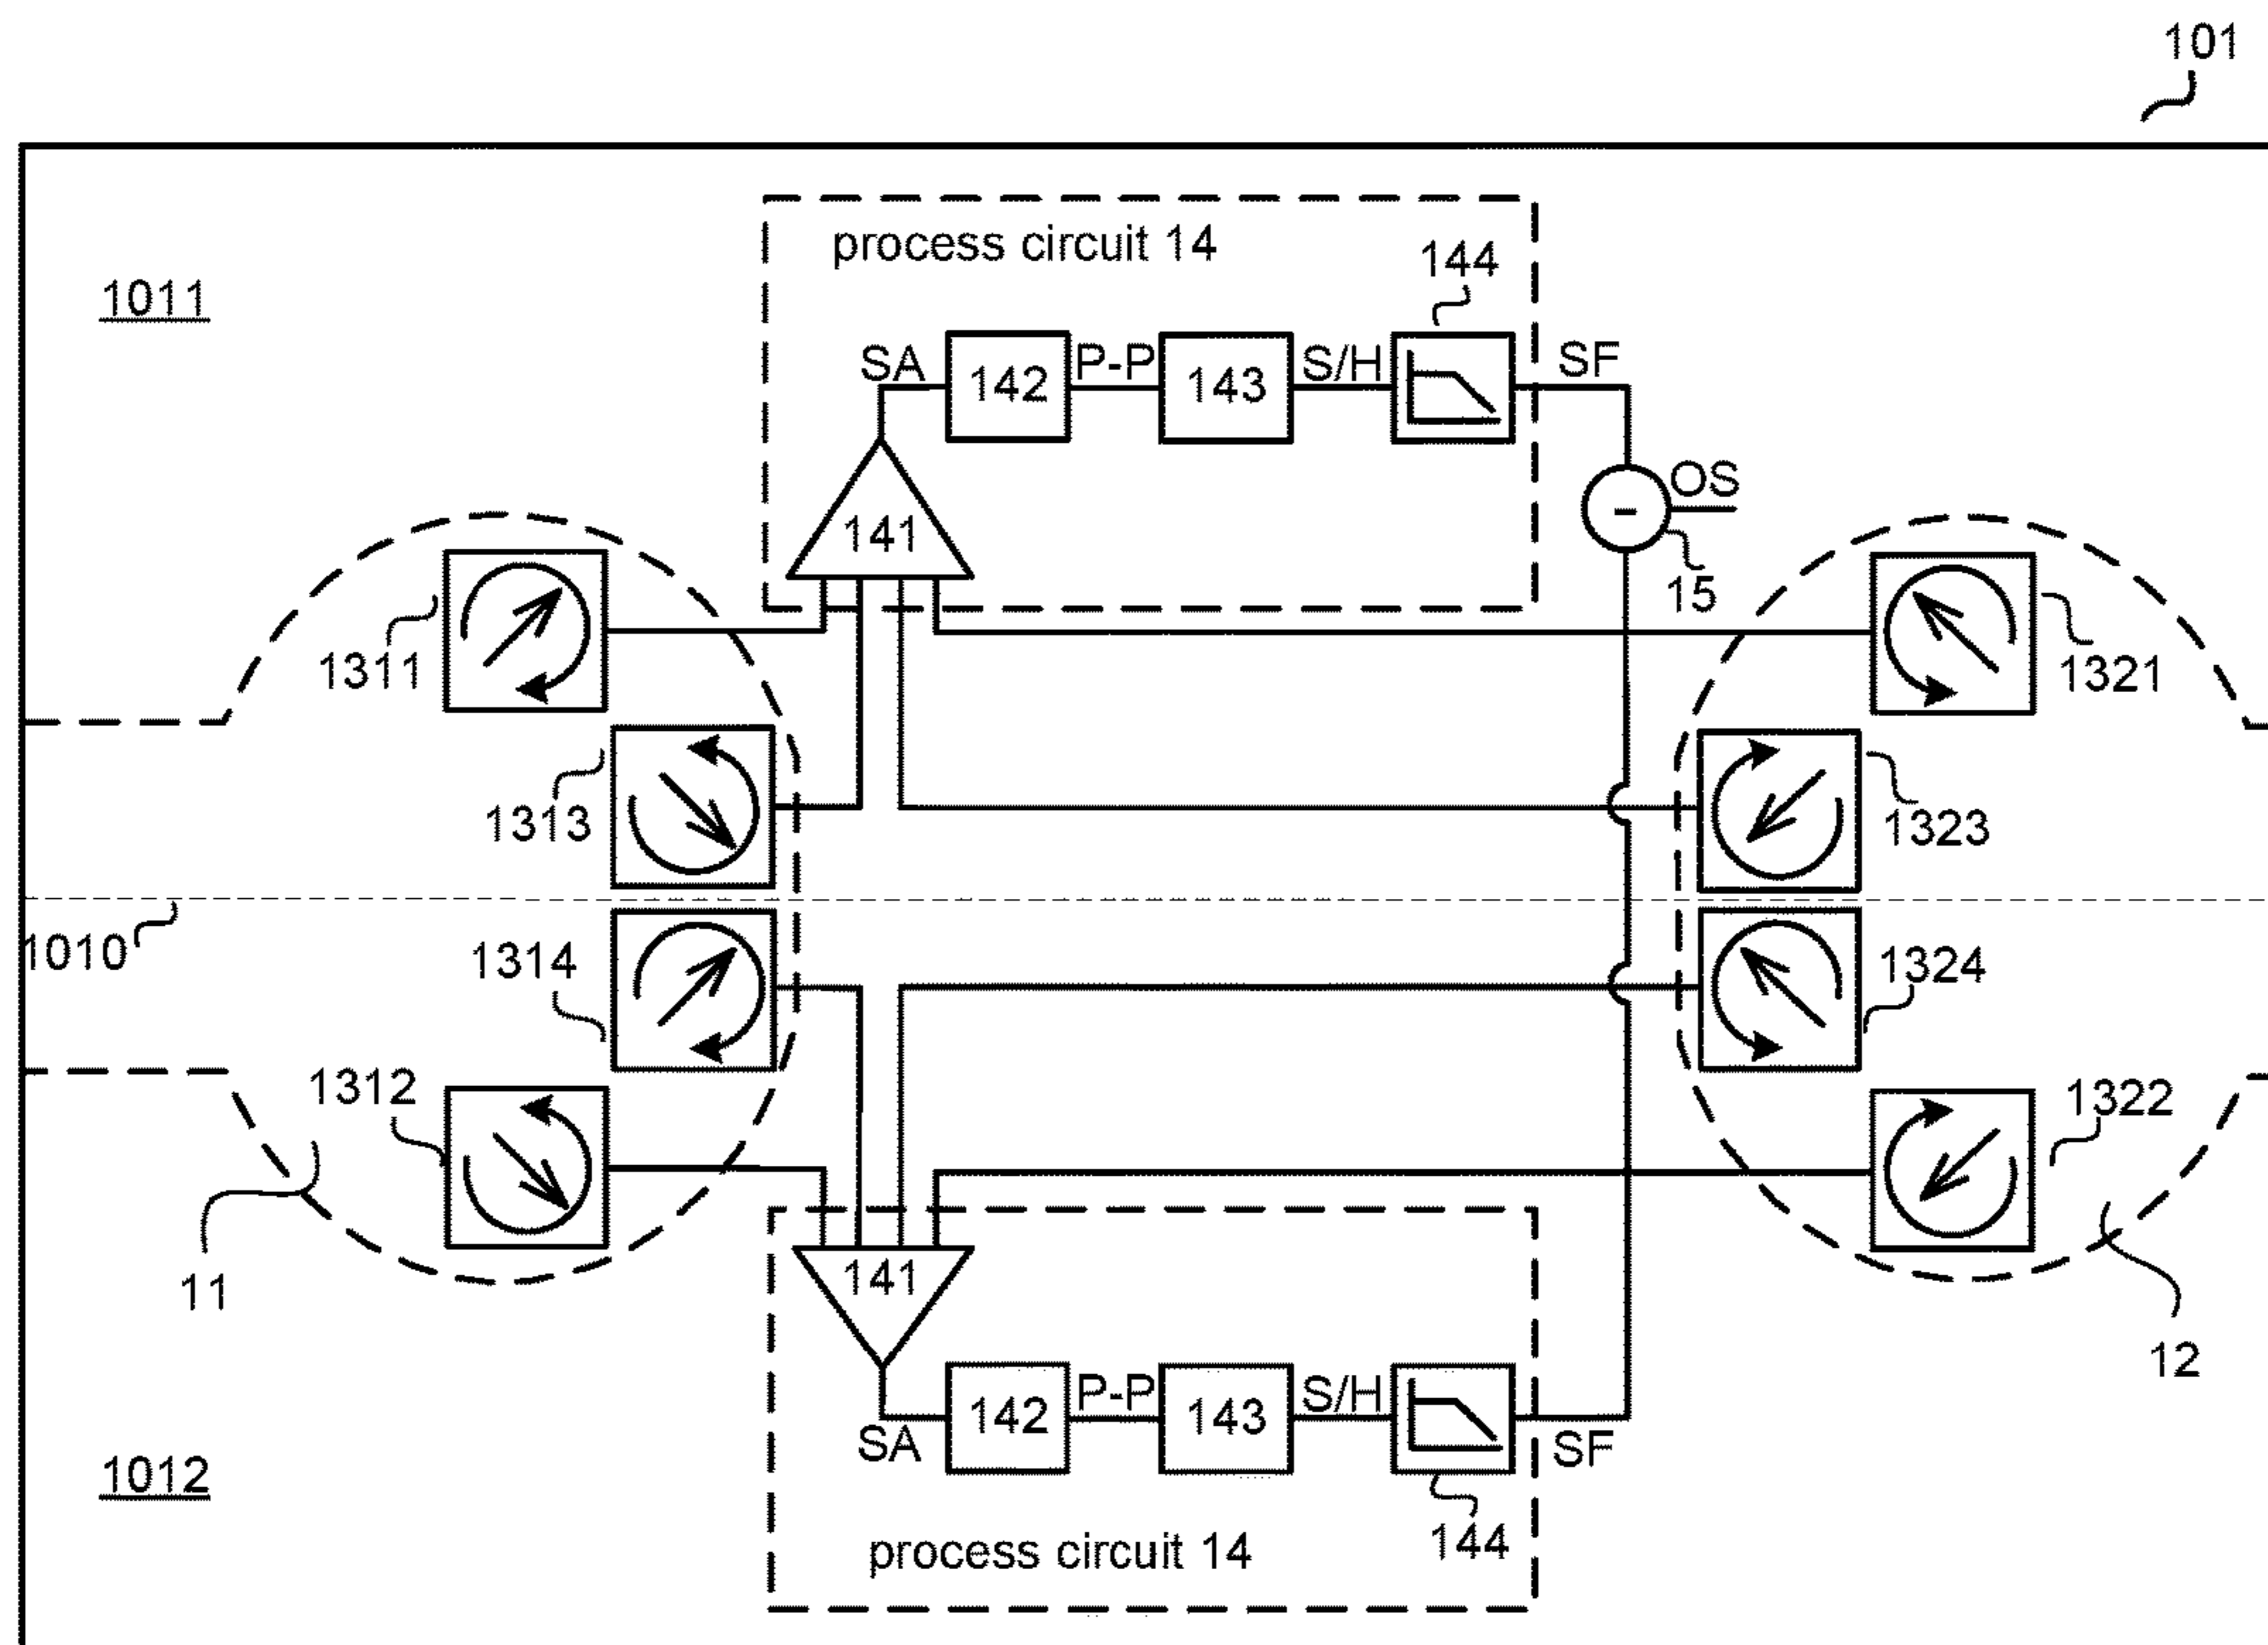 101
process circuit 14
1011
144
SA
142
P-P
143
S/H
SF
141
-
OS
15
1311
1321
1313
1323
1010
1314
1324
1312
1322
11
12
141
SA
142
P-P
143
S/H
SF
144
1012
process circuit 14